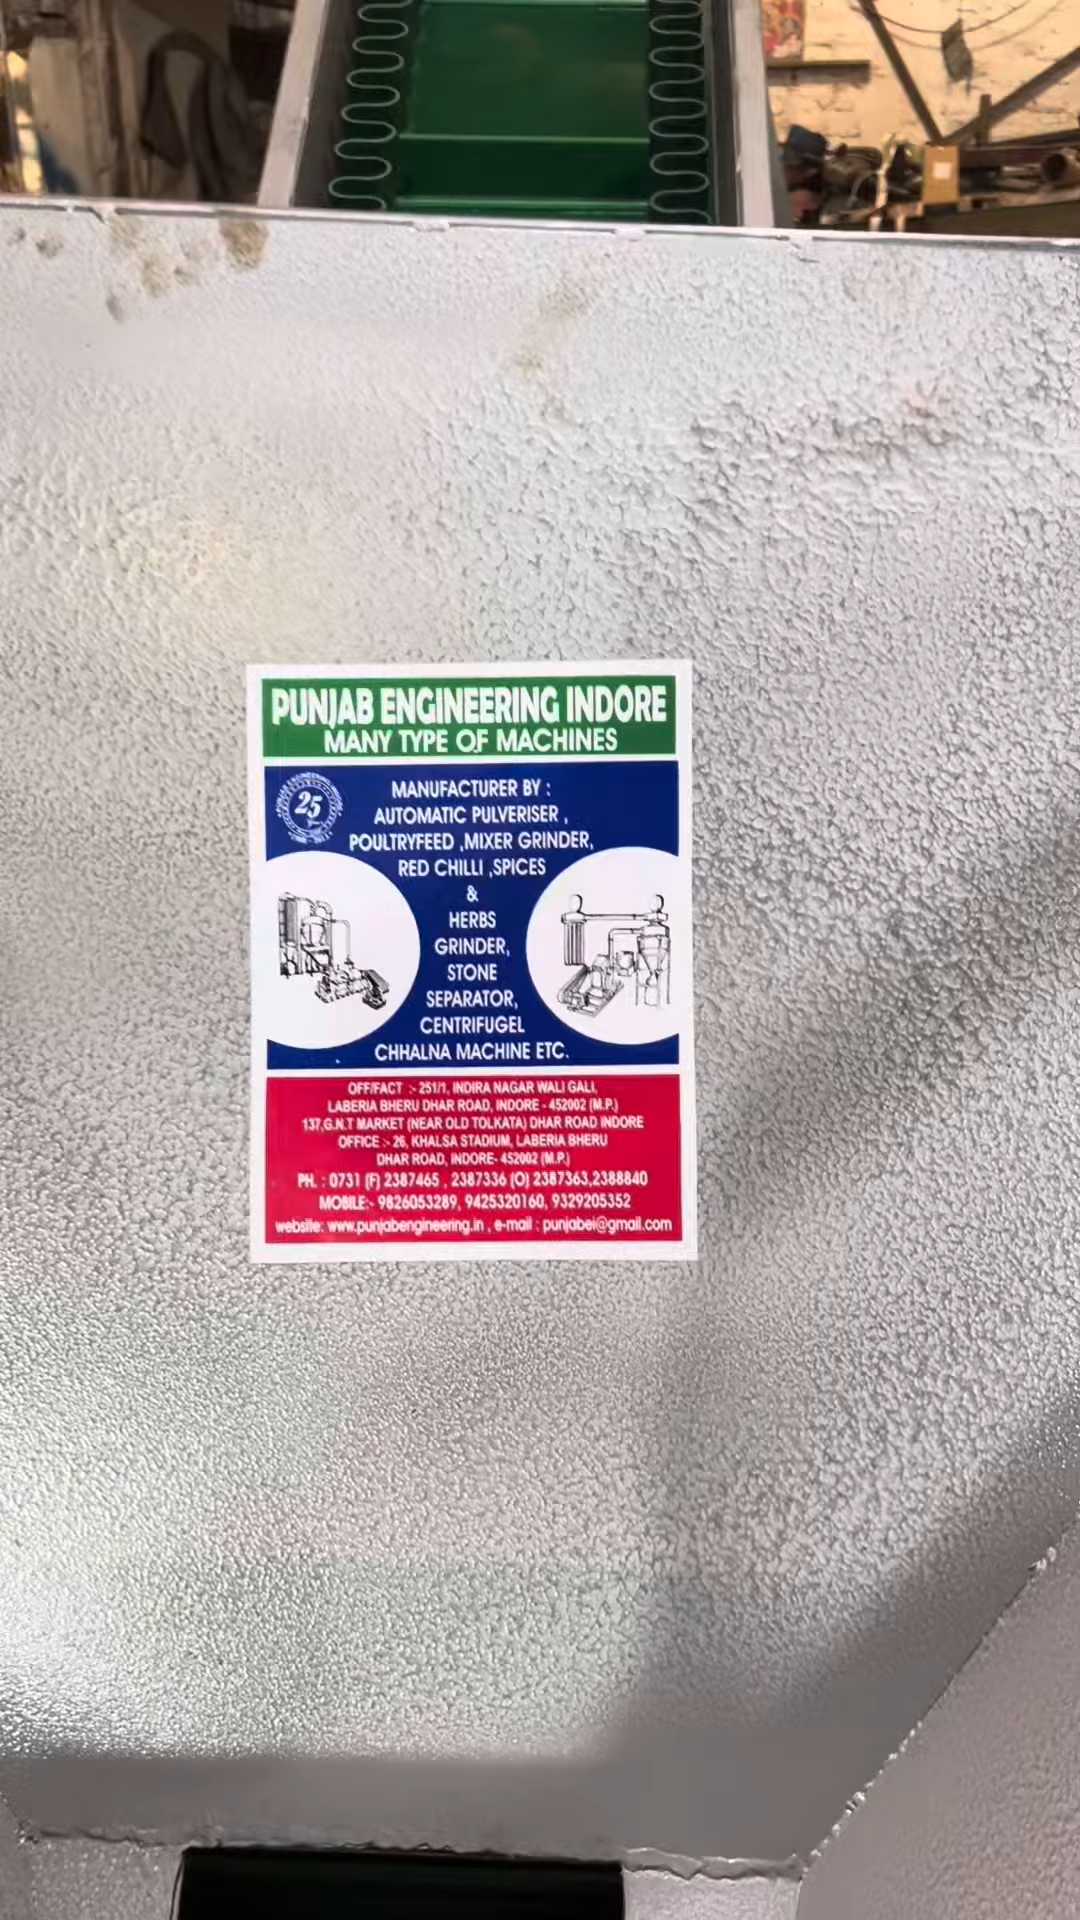 PUNJAB ENGINEERING INDORE
MANY TYPE OF MACHINES
25
MANUFACTURER BY :
AUTOMATIC PULVERISER ,
POULTRYFEED ,MIXER GRINDER,
RED CHILLI ,SPICES
&
HERBS
GRINDER,
STONE
SEPARATOR,
CENTRIFUGEL
CHHALNA MACHINE ETC.
OFF/FACT :- 251/1, INDIRA NAGAR WALI GALI,
LABERIA BHERU DHAR ROAD, INDORE - 452002 (M.P.)
137,G.N.T MARKET (NEAR OLD TOLKATA) DHAR ROAD INDORE
OFFICE :- 26, KHALSA STADIUM, LABERIA BHERU
DHAR ROAD, INDORE- 452002 (M.P.)
PH. : 0731 (F) 2387465 , 2387336 (O) 2387363,2388840
MOBILE:- 9826053289, 9425320160, 9329205352
website: www.punjabengineering.in , e-mail : punjabei@gmail.com